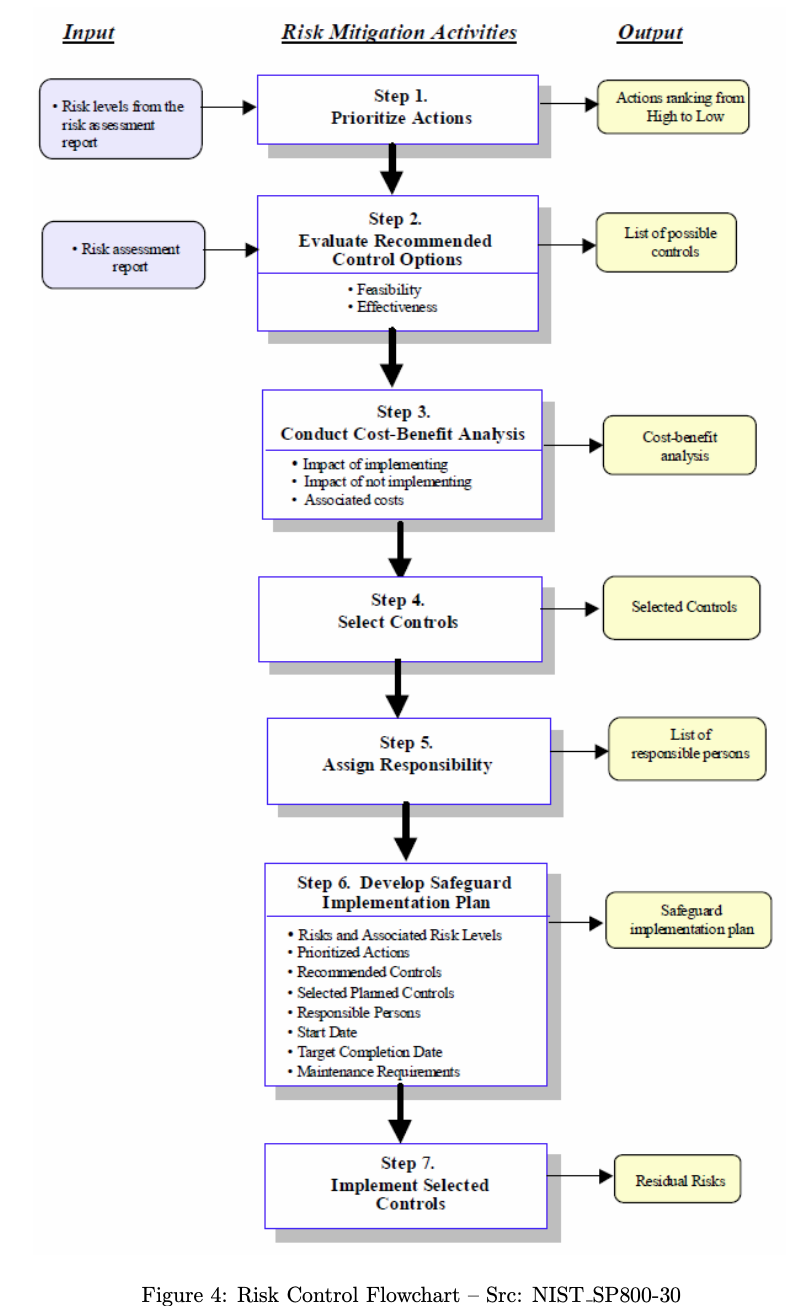 Input
Risk Mitigation Activities
Output
• Risk levels from the
risk assessment
report
Step 1.
Prioritize Actions
Actions ranking from
High to Low
• Risk assessment
report
Step 2.
Evaluate Recommended
Control Options
• Feasibility
• Effectiveness
List of possible
controls
Step 3.
Conduct Cost-Benefit Analysis
• Impact of implementing
• Impact of not implementing
• Associated costs
Cost-benefit
analysis
Step 4.
Select Controls
Selected Controls
Step 5.
Assign Responsibility
List of
responsible persons
Step 6. Develop Safeguard
Implementation Plan
• Risks and Associated Risk Levels
• Prioritized Actions
• Recommended Controls
• Selected Planned Controls
• Responsible Persons
• Start Date
• Target Completion Date
• Maintenance Requirements
Safeguard
implementation plan
Step 7.
Implement Selected
Controls
Residual Risks
Figure 4: Risk Control Flowchart – Src: NIST_SP800-30